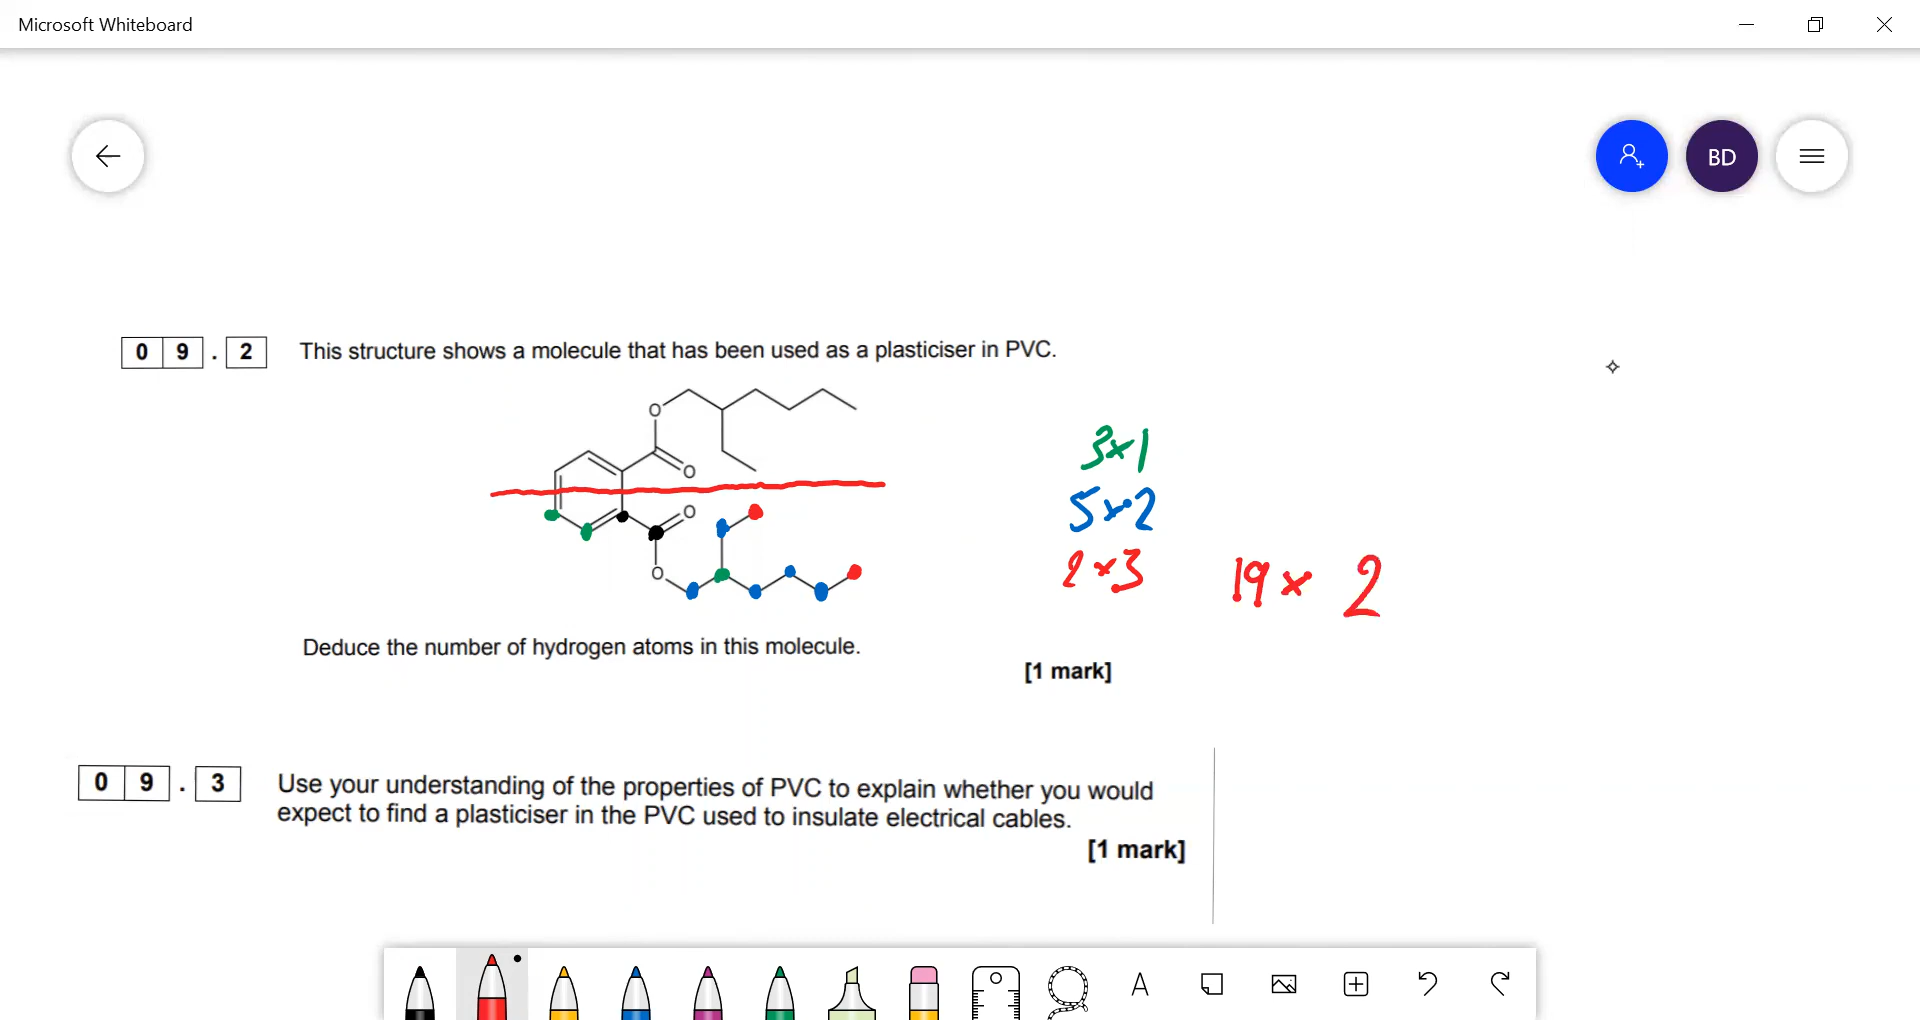 Microsoft Whiteboard
BD
0 9 . 2 This structure shows a molecule that has been used as a plasticiser in PVC.
O
O
O
O
3×1
5×2
2×3
19× 2
Deduce the number of hydrogen atoms in this molecule.
[1 mark]
0 9 . 3 Use your understanding of the properties of PVC to explain whether you would
expect to find a plasticiser in the PVC used to insulate electrical cables.
[1 mark]
A